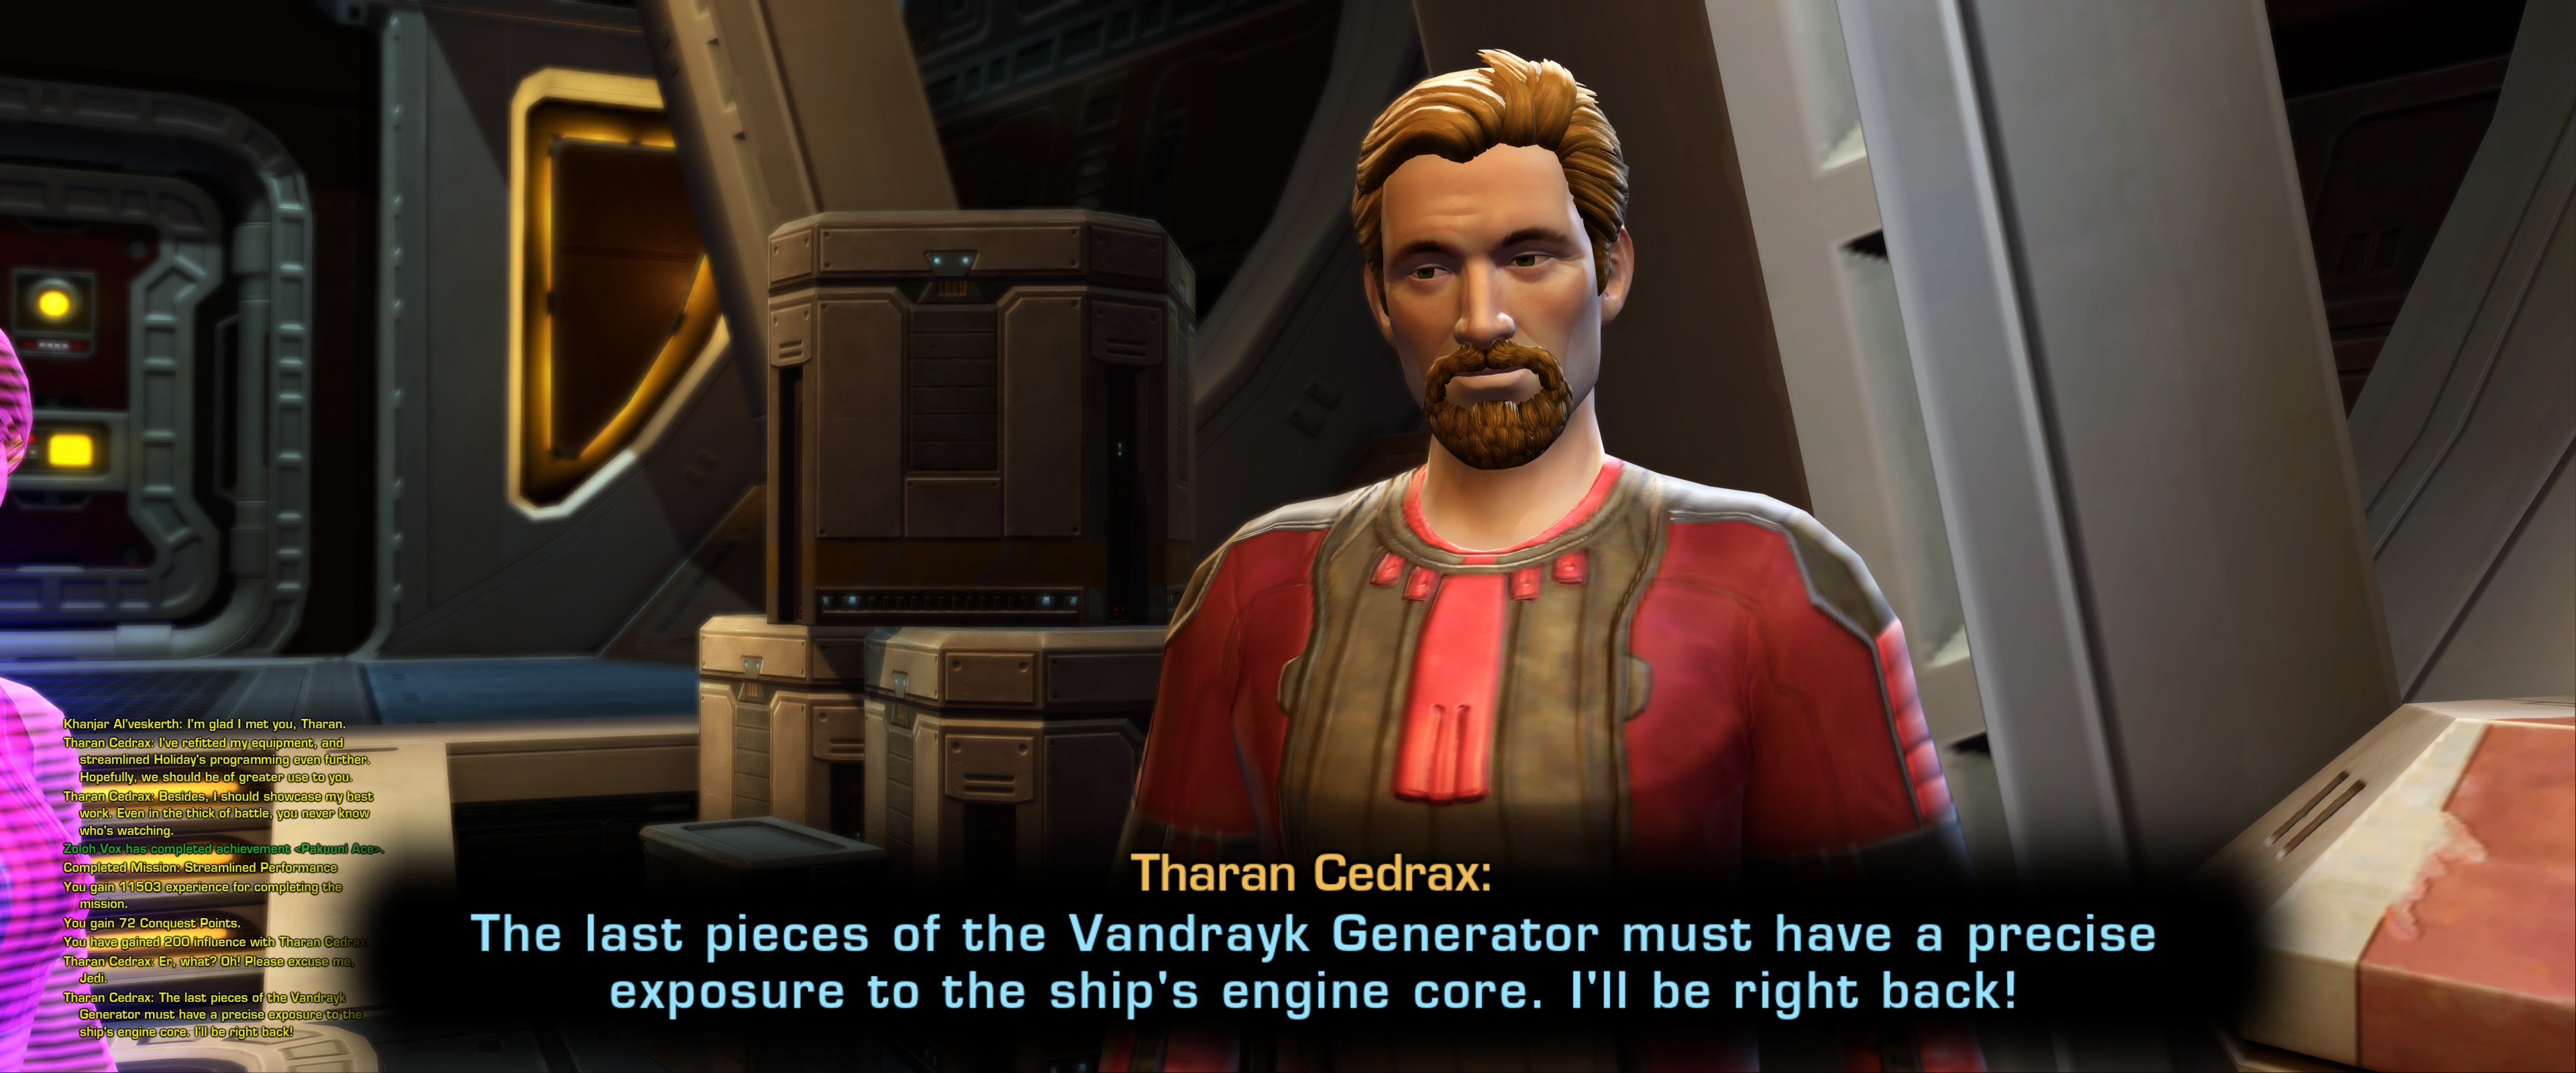 Khanjar Al'veskerth: I'm glad I met you, Tharan.
Tharan Cedrax: I've refitted my equipment, and
streamlined Holiday's programming even further.
Hopefully, we should be of greater use to you.
Tharan Cedrax: Besides, I should showcase my best
work. Even in the thick of battle, you never know
who's watching.
Zoloh Vox has completed achievement <Pakuuni Ace>.
Completed Mission: Streamlined Performance
You gain 11503 experience for completing the
mission.
You gain 72 Conquest Points.
You have gained 200 influence with Tharan Cedrax
Tharan Cedrax: Er, what? Oh! Please excuse me,
Jedi.
Tharan Cedrax: The last pieces of the Vandrayk
Generator must have a precise exposure to the
ship's engine core. I'll be right back!
Tharan Cedrax:
The last pieces of the Vandrayk Generator must have a precise
exposure to the ship's engine core. I'll be right back!